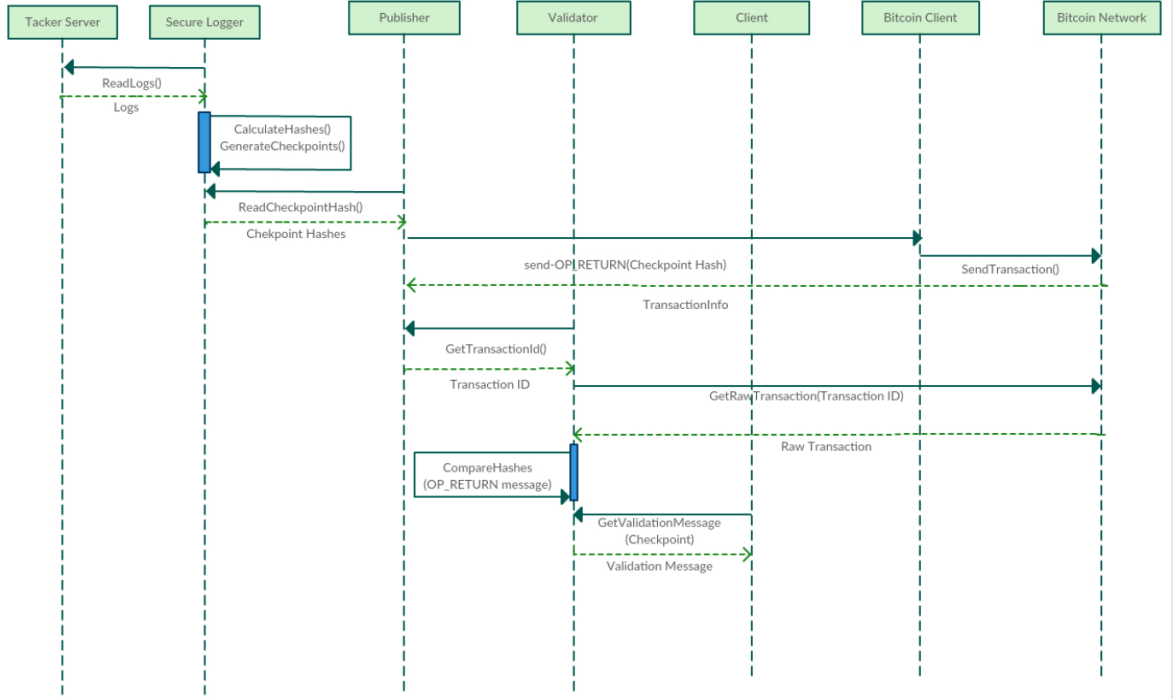 Tacker Server
Secure Logger
Publisher
Validator
Client
Bitcoin Client
Bitcoin Network
ReadLogs()
Logs
CalculateHashes()
GenerateCheckpoints()
ReadCheckpointHash()
Chekpoint Hashes
send-OP_RETURN(Checkpoint Hash)
SendTransaction()
TransactionInfo
GetTransactionId()
Transaction ID
GetRawTransaction(Transaction ID)
Raw Transaction
CompareHashes
(OP_RETURN message)
GetValidationMessage
(Checkpoint)
Validation Message